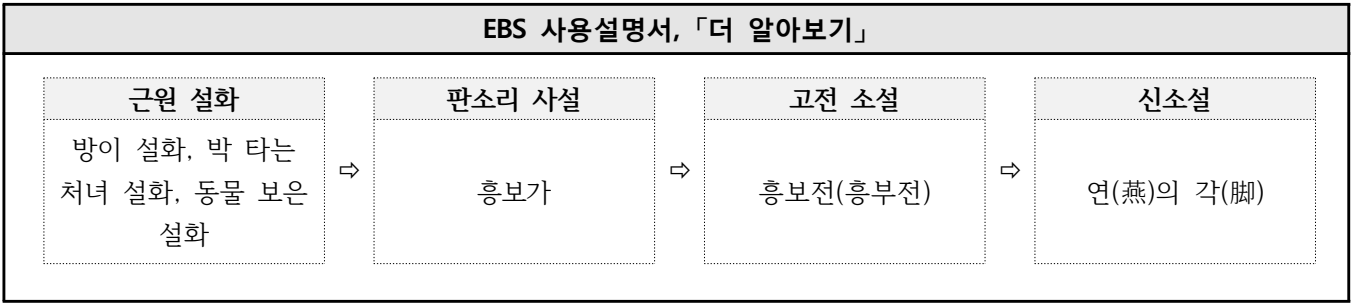 EBS 사용설명서,「더 알아보기」
근원 설화
방이 설화, 박 타는
처녀 설화, 동물 보은
설화
⇨
판소리 사설
흥보가
⇨
고전 소설
흥보전(흥부전)
⇨
신소설
연(燕)의 각(脚)